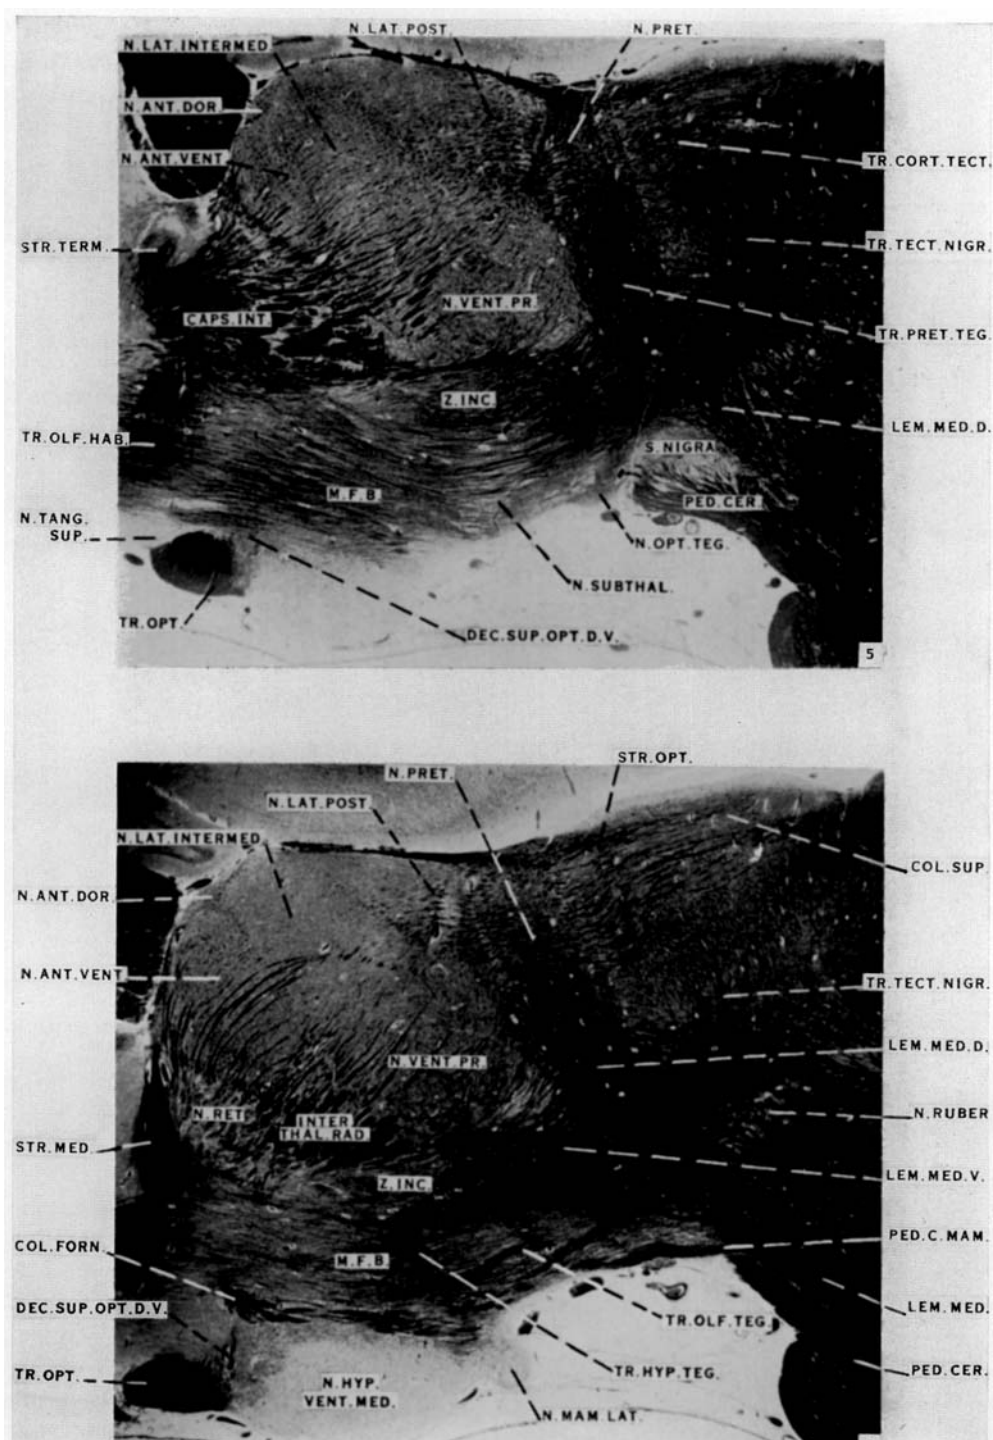 N.LAT.POST.
N.PRET.
N.LAT.INTERMED
N.ANT.DOR
N.ANT.VENT.
TR.CORT.TECT.
STR.TERM.
TR.TECT.NIGR.
N.VENT.PR.
CAPS.INT.
TR.PRET.TEG.
Z.INC.
LEM.MED.D.
TR.OLF.HAB.
S.NIGRA
M.F.B.
PED.CER.
N.TANG.
SUP.
N.OPT.TEG.
N.SUBTHAL.
TR.OPT.
DEC.SUP.OPT.D.V.
5
STR.OPT.
N.PRET.
N.LAT.POST.
N.LAT.INTERMED.
COL.SUP.
N.ANT.DOR.
N.ANT.VENT
TR.TECT.NIGR.
LEM.MED.D.
N.VENT.PR.
N.RET.
INTER
THAL.RAD.
N.RUBER
STR.MED.
LEM.MED.V.
Z.INC.
PED.C.MAM.
COL.FORN.
M.F.B.
DEC.SUP.OPT.D.V.
LEM.MED.
TR.OLF.TEG.
TR.OPT.
TR.HYP.TEG.
PED.CER.
N.HYP.
VENT.MED.
N.MAM.LAT.